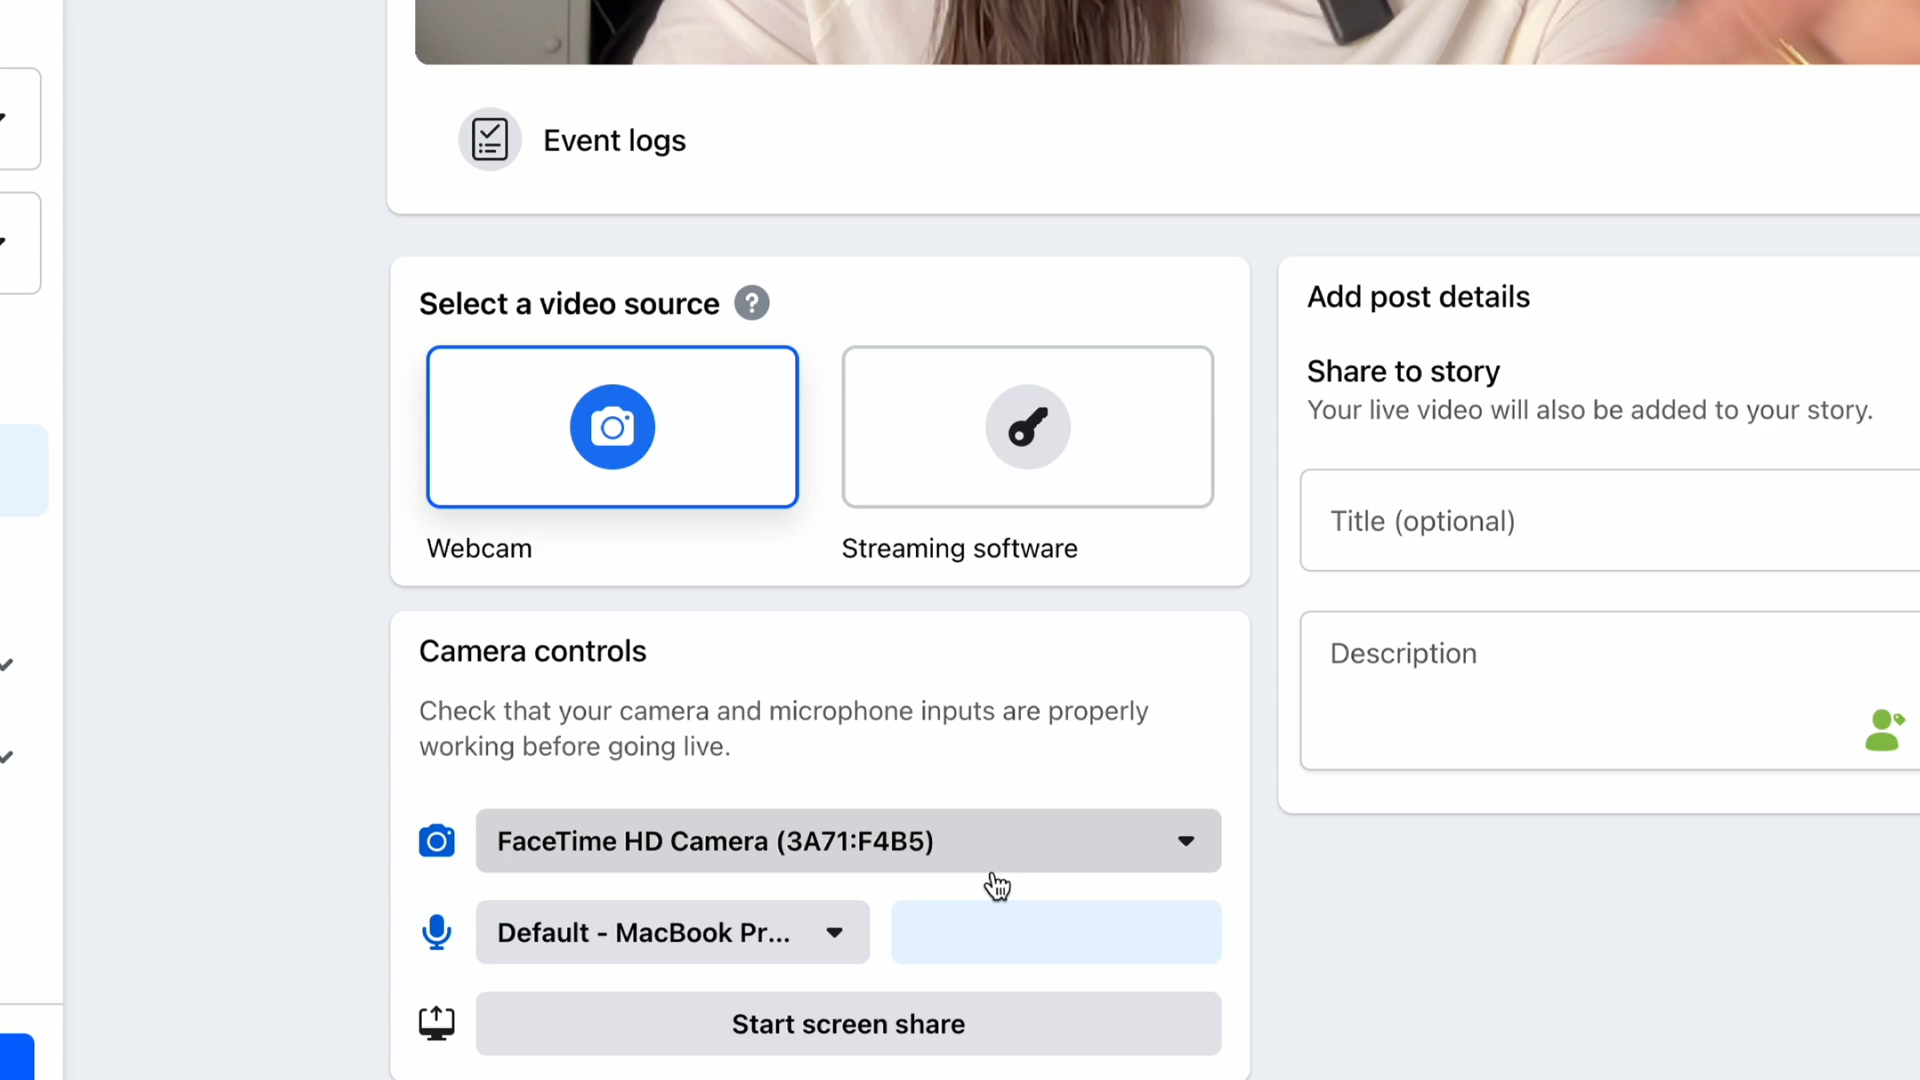 Event logs
Select a video source
?
Webcam
Streaming software
Add post details
Share to story
Your live video will also be added to your story.
Title (optional)
Description
Camera controls
Check that your camera and microphone inputs are properly
working before going live.
FaceTime HD Camera (3A71:F4B5)
Default - MacBook Pr...
Start screen share